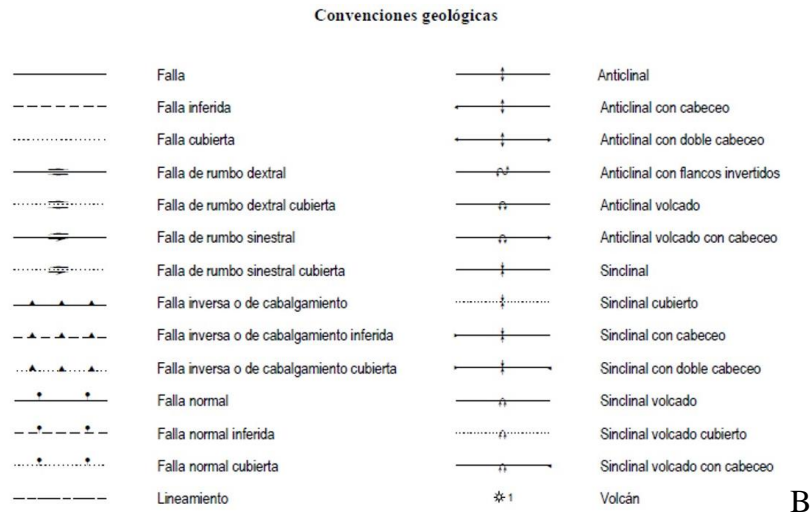 Convenciones geológicas
Falla
Falla inferida
Falla cubierta
Falla de rumbo dextral
Falla de rumbo dextral cubierta
Falla de rumbo sinestral
Falla de rumbo sinestral cubierta
Falla inversa o de cabalgamiento
Falla inversa o de cabalgamiento inferida
Falla inversa o de cabalgamiento cubierta
Falla normal
Falla normal inferida
Falla normal cubierta
Lineamiento
Anticlinal
Anticlinal con cabeceo
Anticlinal con doble cabeceo
Anticlinal con flancos invertidos
Anticlinal volcado
Anticlinal volcado con cabeceo
Sinclinal
Sinclinal cubierto
Sinclinal con cabeceo
Sinclinal con doble cabeceo
Sinclinal volcado
Sinclinal volcado cubierto
Sinclinal volcado con cabeceo
1 Volcán
B